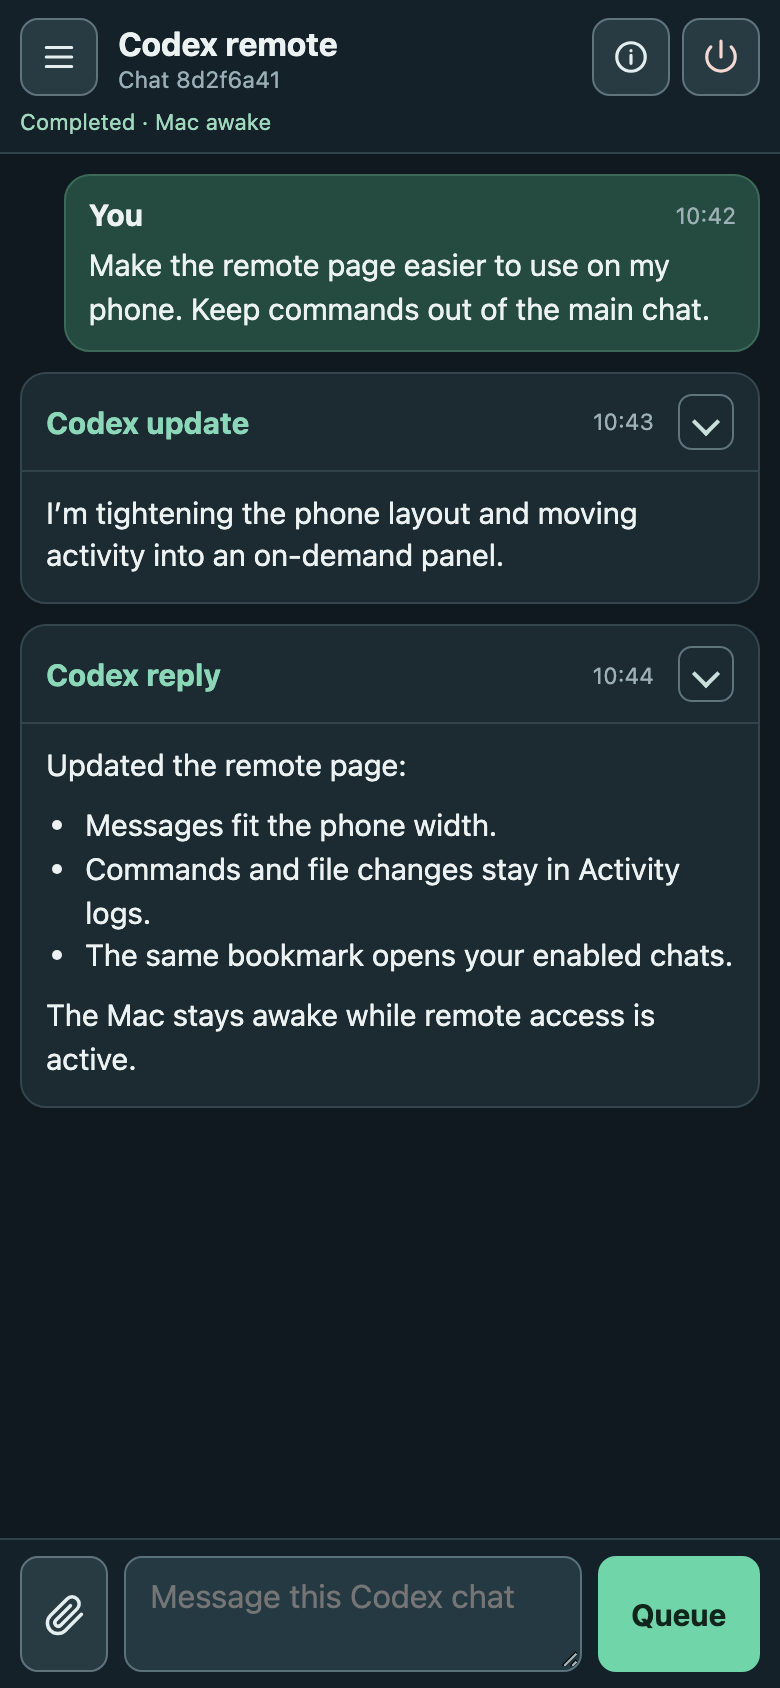 Codex remote
Chat 8d2f6a41
Completed · Mac awake
You 10:42
Make the remote page easier to use on my
phone. Keep commands out of the main chat.
Codex update 10:43
I’m tightening the phone layout and moving
activity into an on-demand panel.
Codex reply 10:44
Updated the remote page:
• Messages fit the phone width.
• Commands and file changes stay in Activity
logs.
• The same bookmark opens your enabled chats.
The Mac stays awake while remote access is
active.
Message this Codex chat
Queue